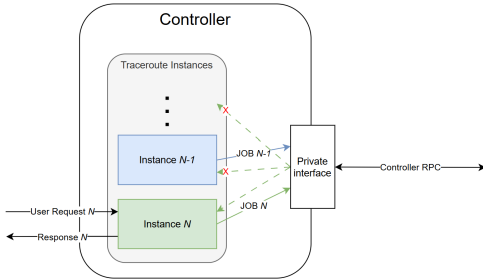 Controller
Traceroute Instances
X
Instance N-1
JOB N-1
X
Private
interface
Controller RPC
Instance N
JOB N
User Request N
Response N